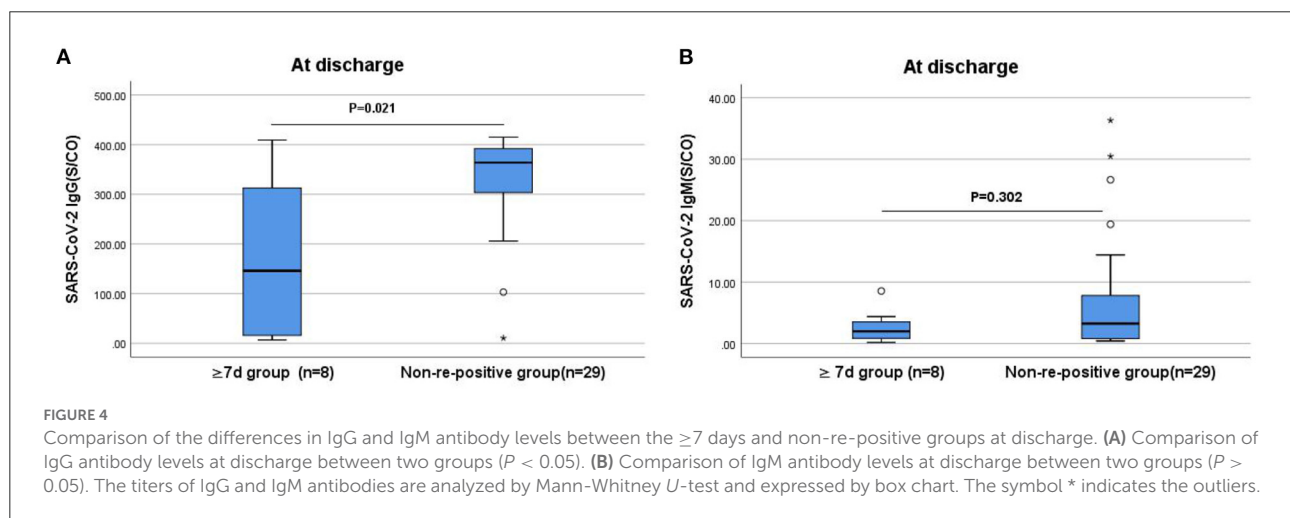 A
At discharge
500.00
400.00
300.00
200.00
100.00
.00
SARS-CoV-2 IgG(S/CO)
P=0.021
≥7d group (n=8)
Non-re-positive group(n=29)
B
At discharge
40.00
30.00
20.00
10.00
.00
SARS-CoV-2 IgM(S/CO)
P=0.302
≥ 7d group (n=8)
Non-re-positive group(n=29)
FIGURE 4
Comparison of the differences in IgG and IgM antibody levels between the ≥7 days and non-re-positive groups at discharge. (A) Comparison of
IgG antibody levels at discharge between two groups (P < 0.05). (B) Comparison of IgM antibody levels at discharge between two groups (P >
0.05). The titers of IgG and IgM antibodies are analyzed by Mann-Whitney U-test and expressed by box chart. The symbol * indicates the outliers.